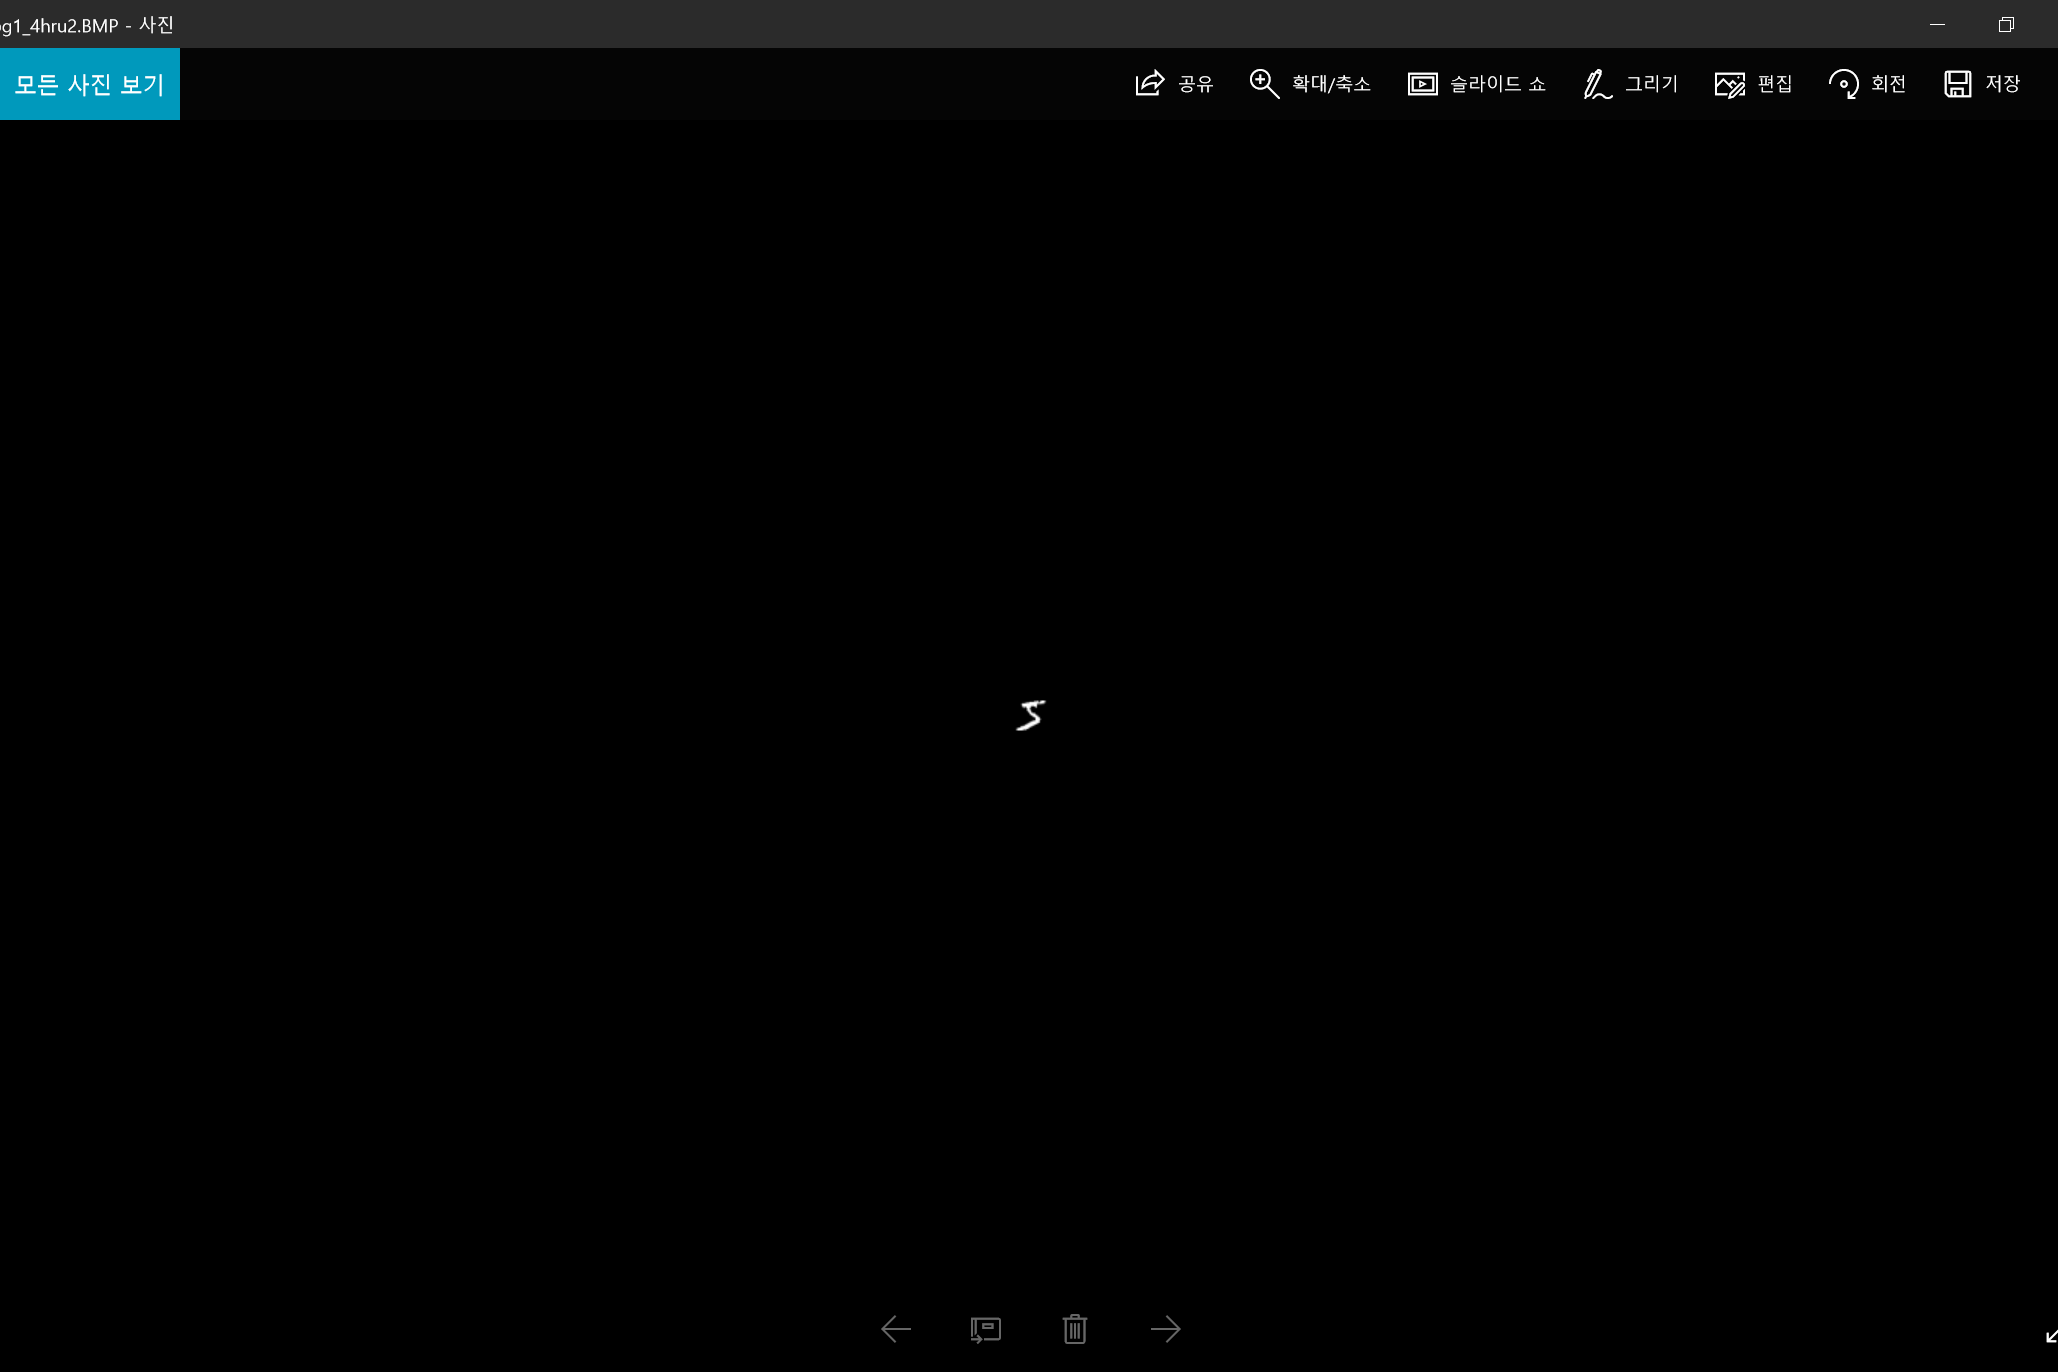 g1_4hru2.BMP - 사진
모든 사진 보기
공유
확대/축소
슬라이드 쇼
그리기
편집
회전
저장
5